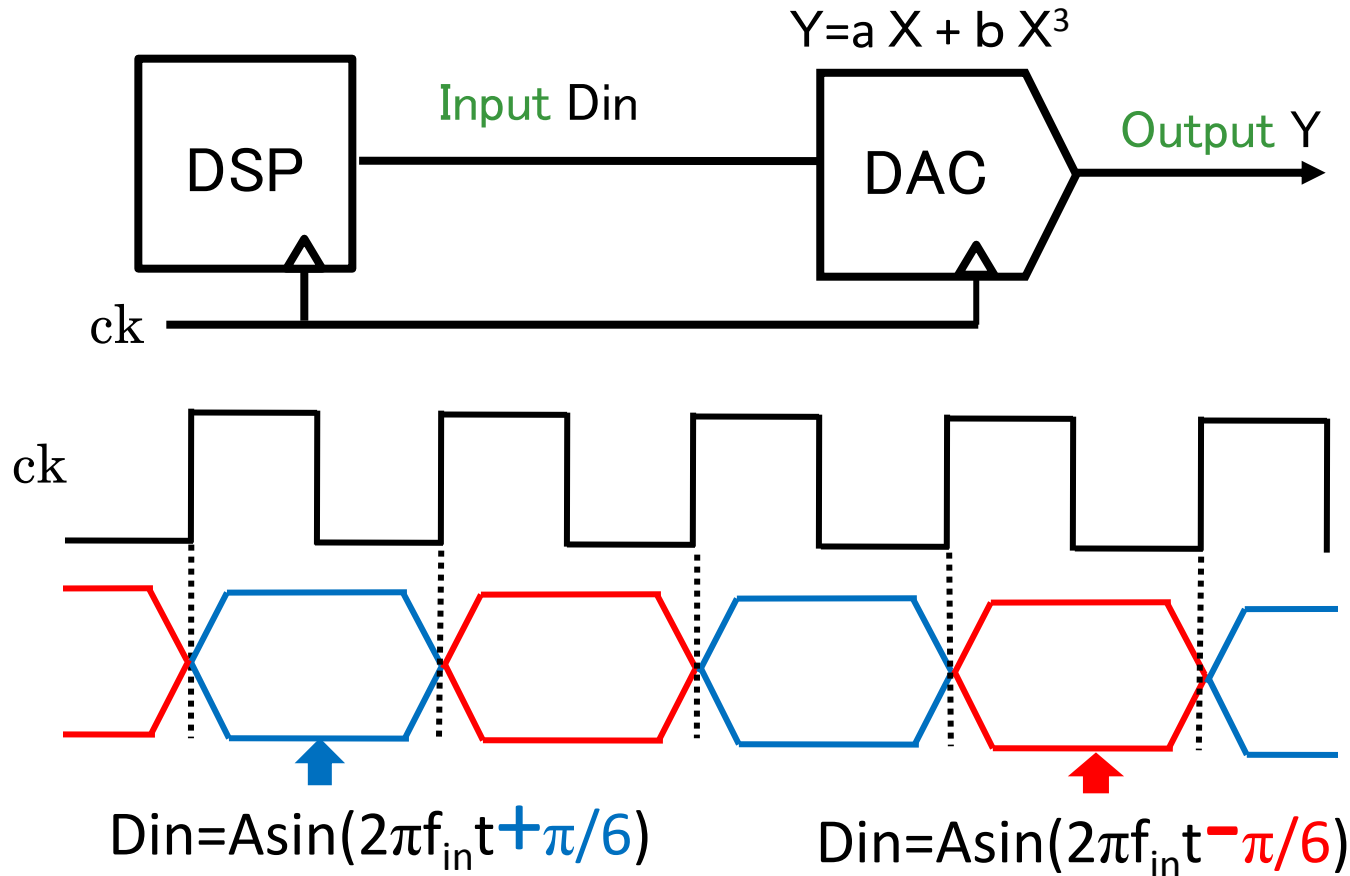 Y=a X + b X³
Input Din
Output Y
DSP
DAC
ck
ck
Din=Asin(2πfᵢₙt+π/6)
Din=Asin(2πfᵢₙt−π/6)